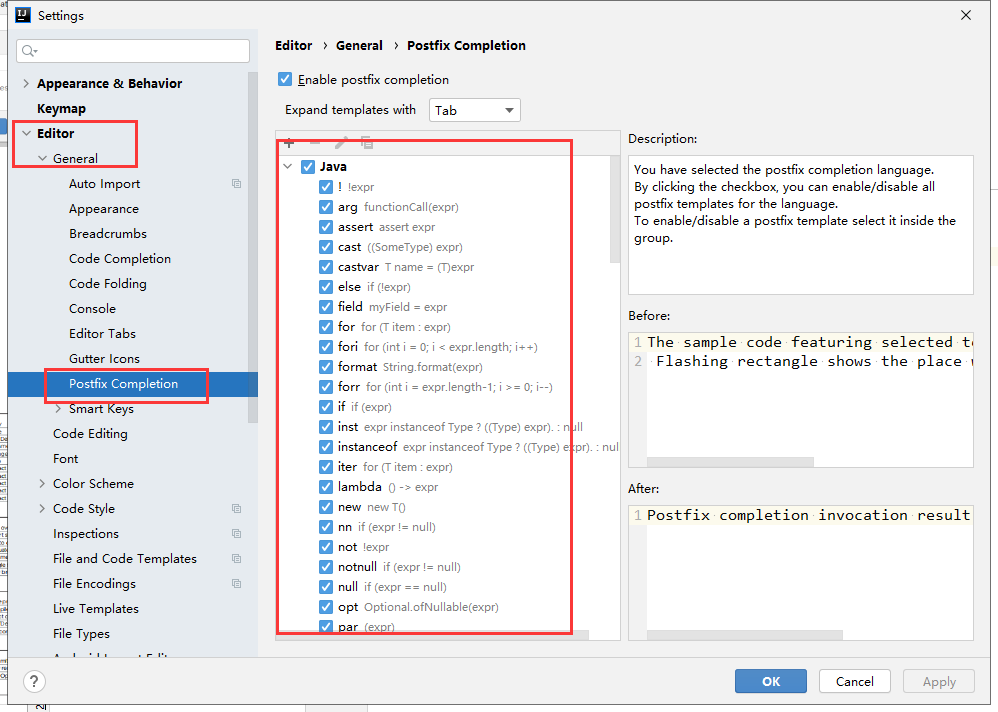 Settings
Appearance & Behavior
Keymap
Editor
General
Auto Import
Appearance
Breadcrumbs
Code Completion
Code Folding
Console
Editor Tabs
Gutter Icons
Postfix Completion
Smart Keys
Code Editing
Font
Color Scheme
Code Style
Inspections
File and Code Templates
File Encodings
Live Templates
File Types
Editor › General › Postfix Completion
Enable postfix completion
Expand templates with Tab
Java
! !expr
arg functionCall(expr)
assert assert expr
cast ((SomeType) expr)
castvar T name = (T)expr
else if (!expr)
field myField = expr
for for (T item : expr)
fori for (int i = 0; i < expr.length; i++)
format String.format(expr)
forr for (int i = expr.length-1; i >= 0; i--)
if if (expr)
inst expr instanceof Type ? ((Type) expr). : null
instanceof expr instanceof Type ? ((Type) expr). : nul
iter for (T item : expr)
lambda () -> expr
new new T()
nn if (expr != null)
not !expr
notnull if (expr != null)
null if (expr == null)
opt Optional.ofNullable(expr)
par (expr)
Description:
You have selected the postfix completion language.
By clicking the checkbox, you can enable/disable all
postfix templates for the language.
To enable/disable a postfix template select it inside the
group.
Before:
1 The sample code featuring selected t
2 Flashing rectangle shows the place
After:
1 Postfix completion invocation result
?
OK
Cancel
Apply